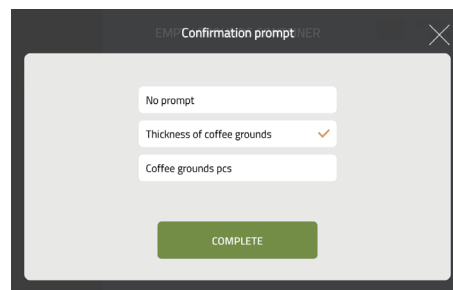 Confirmation prompt
No prompt
Thickness of coffee grounds
Coffee grounds pcs
COMPLETE